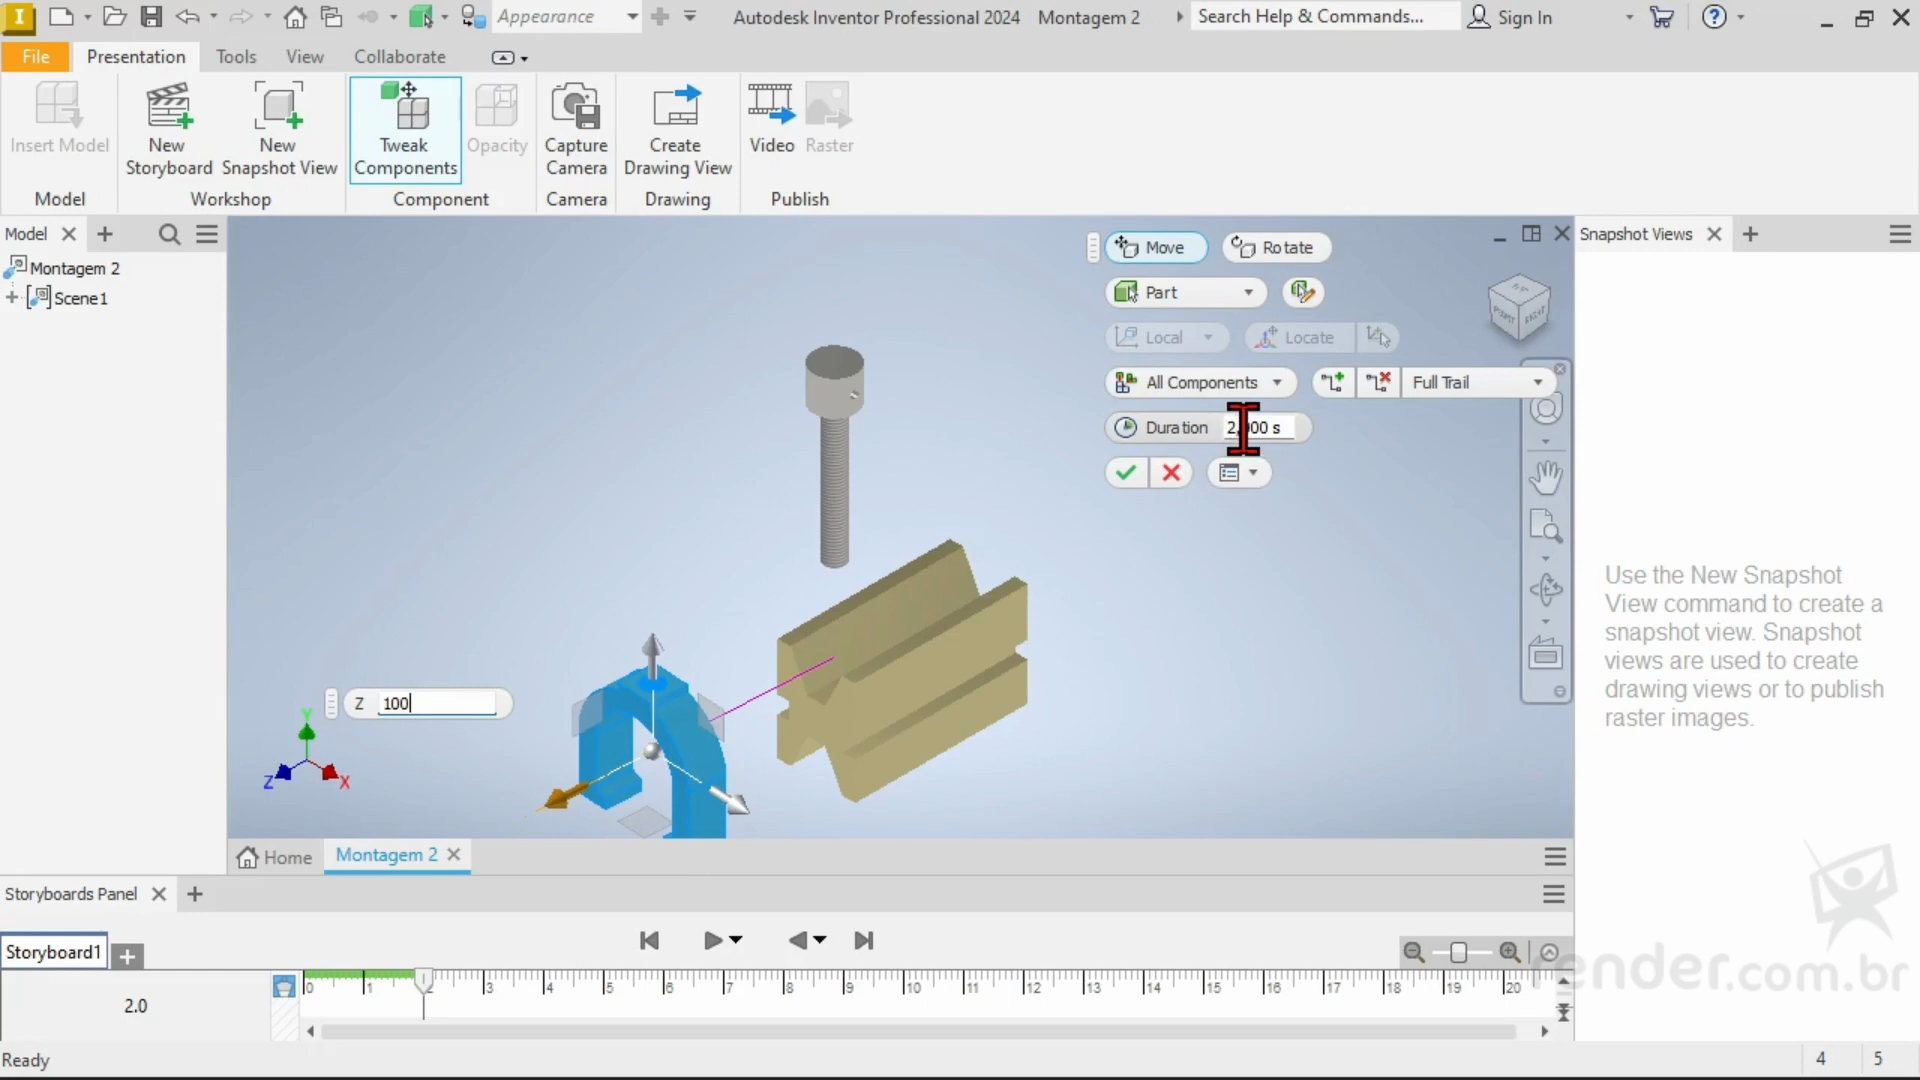 Appearance
Autodesk Inventor Professional 2024 Montagem 2
Search Help & Commands...
Sign In
File
Presentation
Tools
View
Collaborate
Insert Model
New
Storyboard
New
Snapshot View
Tweak
Components
Opacity
Capture
Camera
Create
Drawing View
Video
Raster
Model
Workshop
Component
Camera
Drawing
Publish
Model
Montagem 2
Scene1
Move
Rotate
Part
Local
Locate
All Components
Full Trail
Duration
Z
100
Y
Z
X
Snapshot Views
Use the New Snapshot
View command to create a
snapshot view. Snapshot
views are used to create
drawing views or to publish
raster images.
Home
Montagem 2
Storyboards Panel
Storyboard1
2.0
0 1 2 3 4 5 6 7 8 9 10 11 12 13 14 15 16 17 18 19 20
render.com.br
Ready
4 5